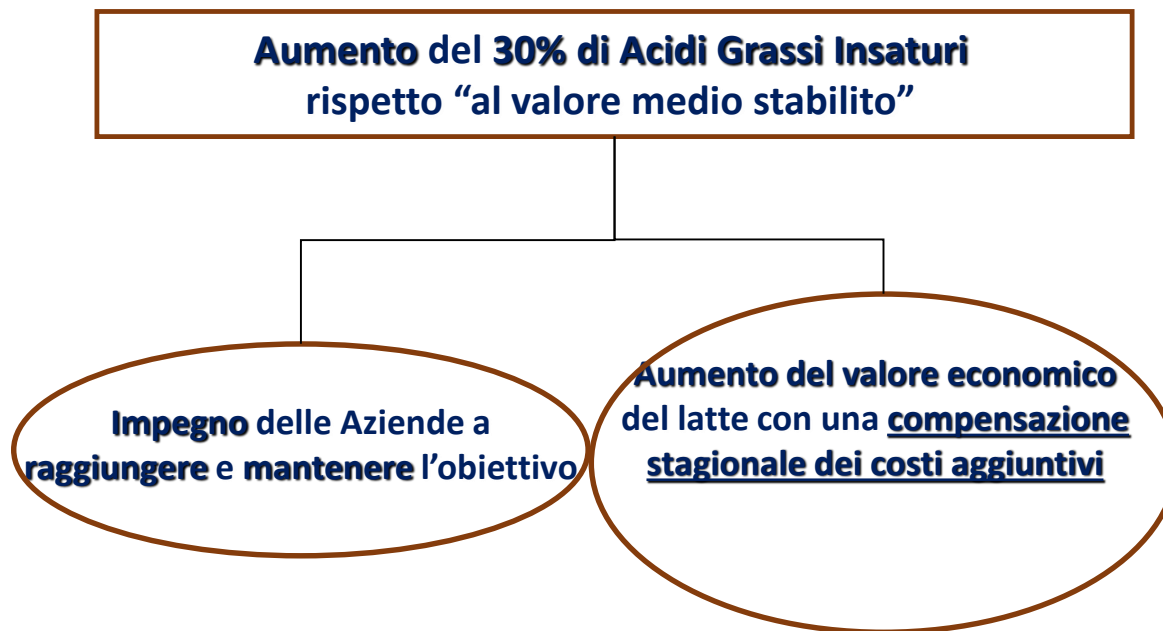 Aumento del 30% di Acidi Grassi Insaturi
rispetto “al valore medio stabilito”
Impegno delle Aziende a
raggiungere e mantenere l’obiettivo
Aumento del valore economico
del latte con una compensazione
stagionale dei costi aggiuntivi